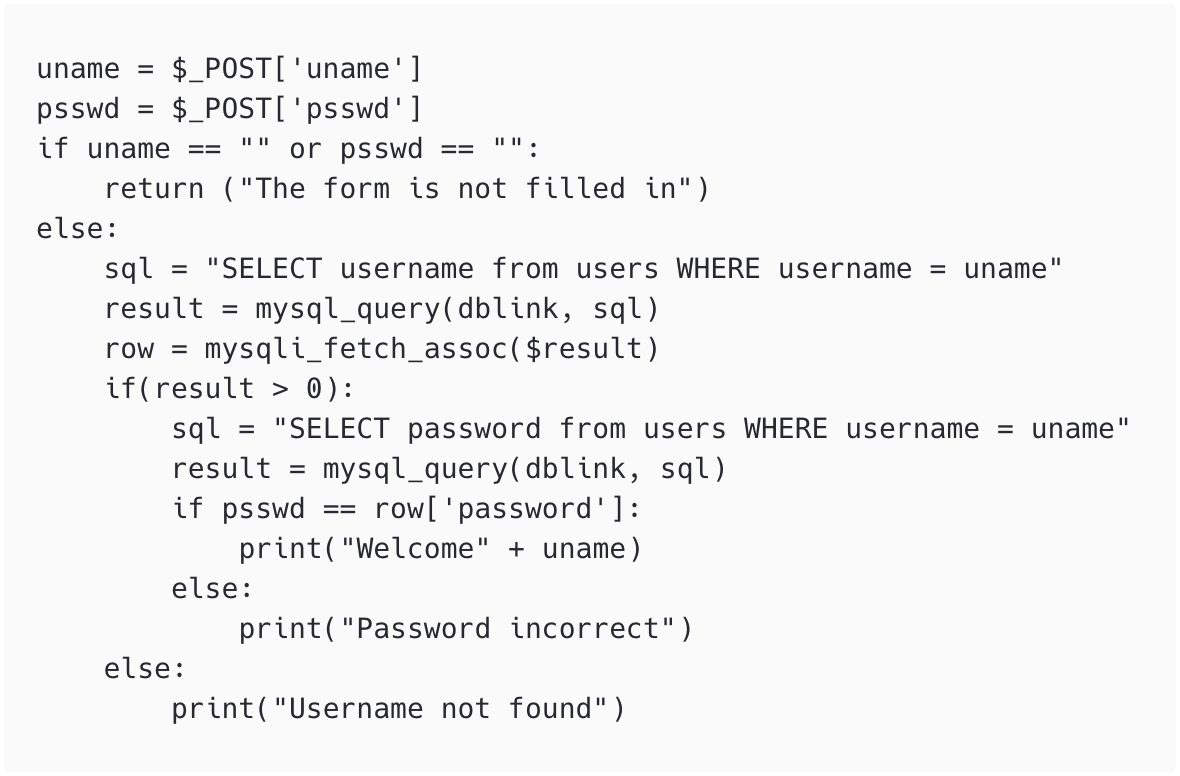 uname = $_POST['uname']
psswd = $_POST['psswd']
if uname == "" or psswd == "":
    return ("The form is not filled in")
else:
    sql = "SELECT username from users WHERE username = uname"
    result = mysql_query(dblink, sql)
    row = mysqli_fetch_assoc($result)
    if(result > 0):
        sql = "SELECT password from users WHERE username = uname"
        result = mysql_query(dblink, sql)
        if psswd == row['password']:
            print("Welcome" + uname)
        else:
            print("Password incorrect")
    else:
        print("Username not found")